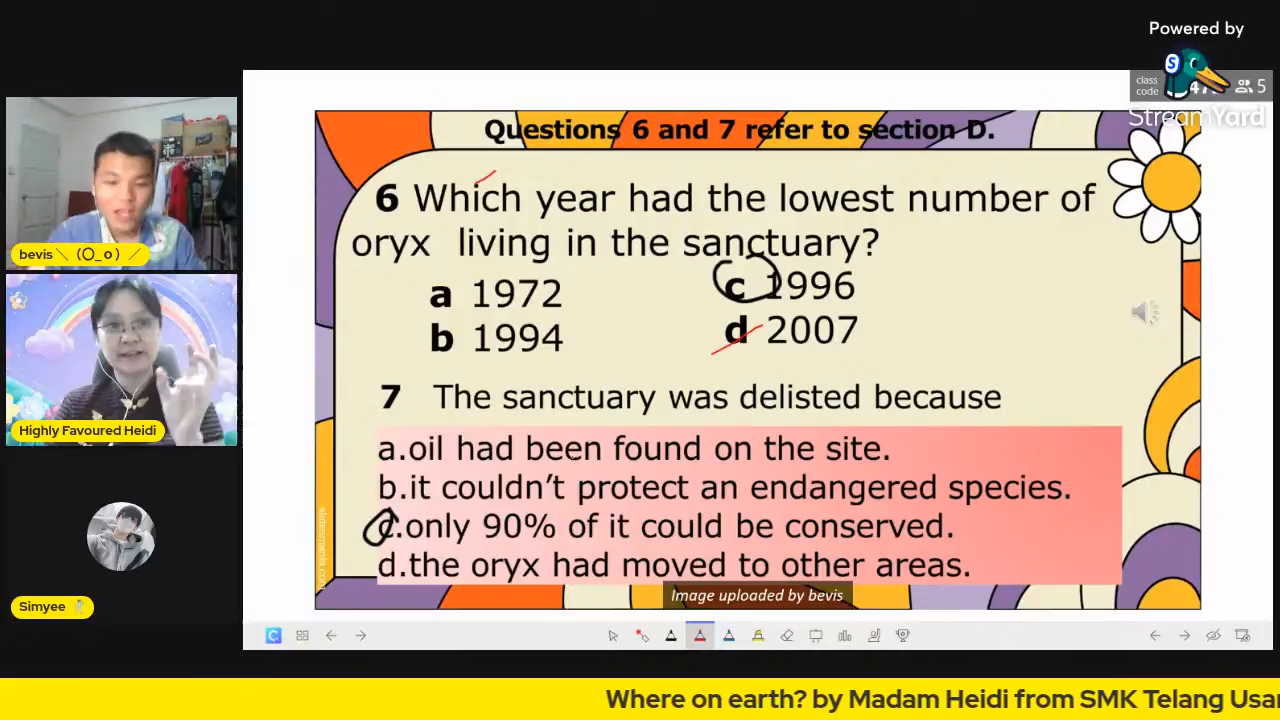 Powered by
class
code
5
StreamYard
Questions 6 and 7 refer to section D.
6 Which year had the lowest number of
oryx living in the sanctuary?
a 1972
c 1996
b 1994
d 2007
7 The sanctuary was delisted because
a.oil had been found on the site.
b.it couldn't protect an endangered species.
c.only 90% of it could be conserved.
d.the oryx had moved to other areas.
Image uploaded by bevis
bevis＼（〇_ｏ）／
Highly Favoured Heidi
Simyee
Where on earth? by Madam Heidi from SMK Telang Usa